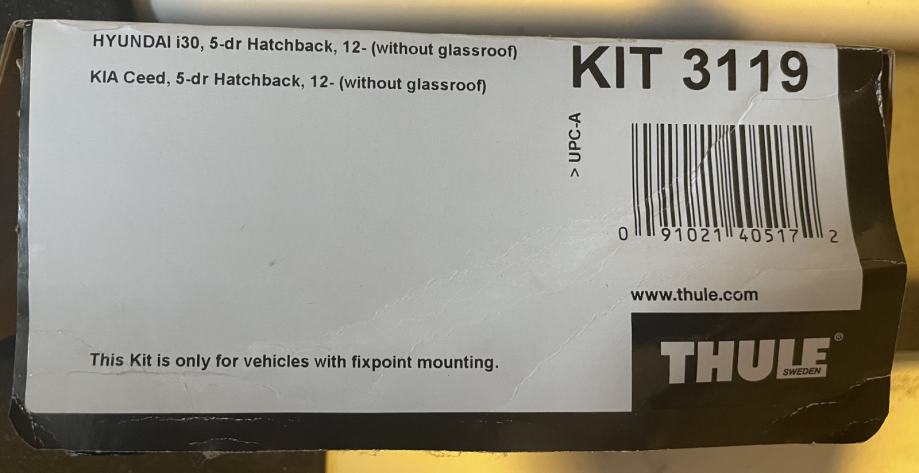 HYUNDAI i30, 5-dr Hatchback, 12- (without glassroof)
KIA Ceed, 5-dr Hatchback, 12- (without glassroof)
KIT 3119
> UPC-A
0 91021 40517 2
www.thule.com
This Kit is only for vehicles with fixpoint mounting.
THULE®
SWEDEN